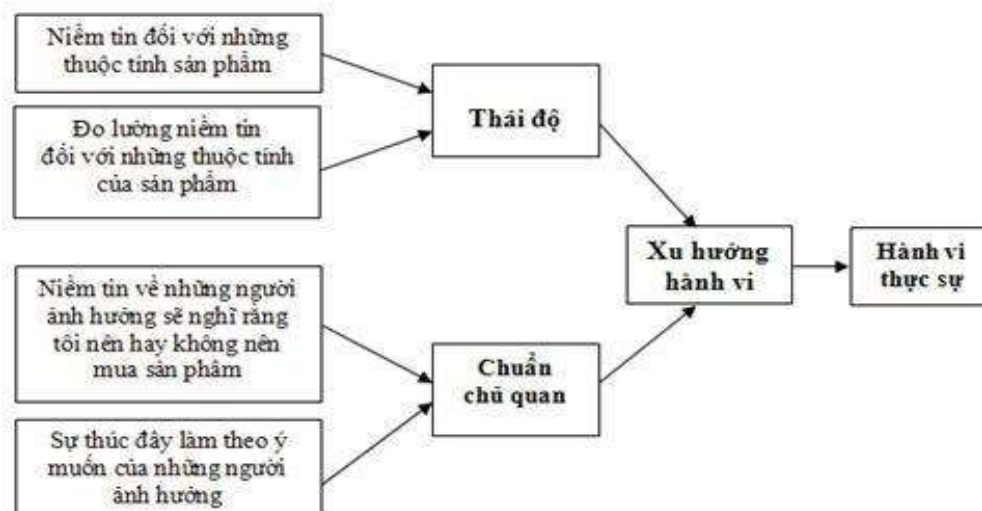 Niềm tin đối với những
thuộc tính sản phẩm
Đo lường niềm tin
đối với những thuộc tính
của sản phẩm
Thái độ
Niềm tin về những người
ảnh hưởng sẽ nghĩ rằng
tôi nên hay không nên
mua sản phẩm
Sự thúc đẩy làm theo ý
muốn của những người
ảnh hưởng
Chuẩn
chủ quan
Xu hướng
hành vi
Hành vi
thực sự